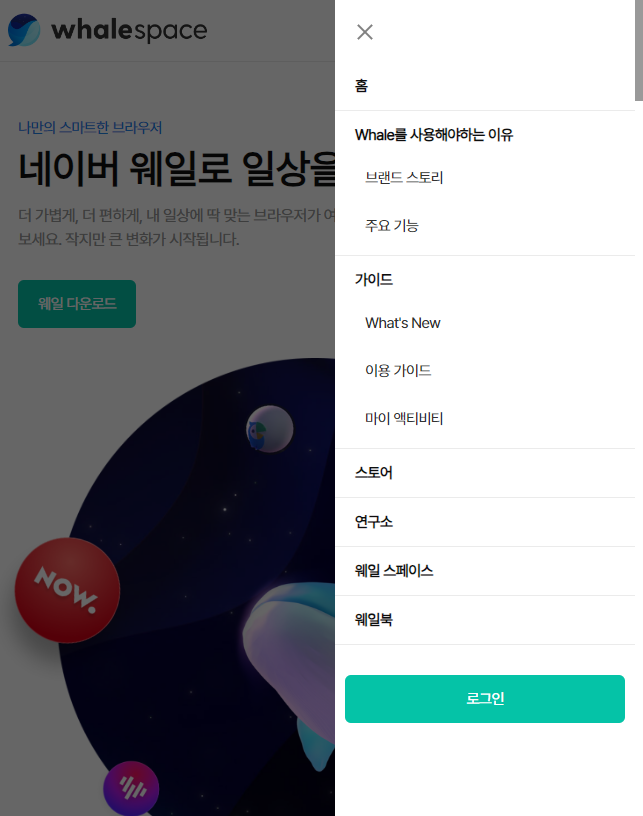 whalespace
나만의 스마트한 브라우저
네이버 웨일로 일상을
더 가볍게, 더 편하게, 내 일상에 딱 맞는 브라우저가
보세요. 작지만 큰 변화가 시작됩니다.
웨일 다운로드
NOW.
홈
Whale를 사용해야하는 이유
브랜드 스토리
주요 기능
가이드
What's New
이용 가이드
마이 액티비티
스토어
연구소
웨일 스페이스
웨일북
로그인